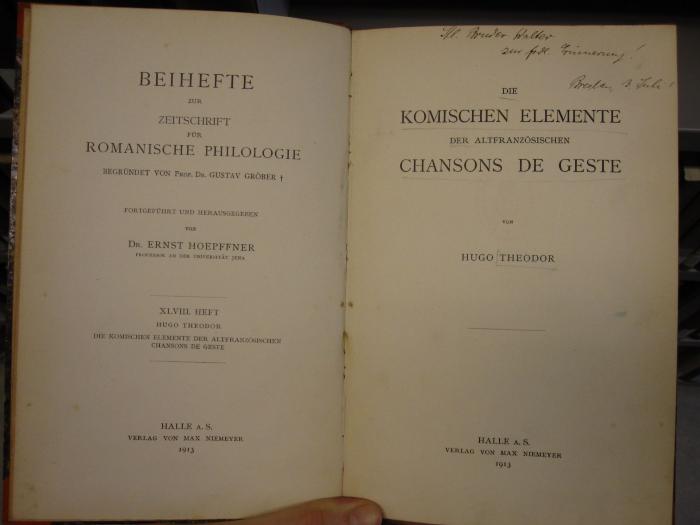 BEIHEFTE
ZUR
ZEITSCHRIFT
FÜR
ROMANISCHE PHILOLOGIE
BEGRÜNDET VON PROF. DR. GUSTAV GRÖBER †
FORTGEFÜHRT UND HERAUSGEGEBEN
VON
DR. ERNST HOEPFFNER
PROFESSOR AN DER UNIVERSITÄT JENA
XLVIII. HEFT
HUGO THEODOR
DIE KOMISCHEN ELEMENTE DER ALTFRANZÖSISCHEN
CHANSONS DE GESTE
HALLE A. S.
VERLAG VON MAX NIEMEYER
1913
Bruder Walter
zur frdl. Erinnerung!
DIE
KOMISCHEN ELEMENTE
DER ALTFRANZÖSISCHEN
CHANSONS DE GESTE
VON
HUGO THEODOR
HALLE A. S.
VERLAG VON MAX NIEMEYER
1913